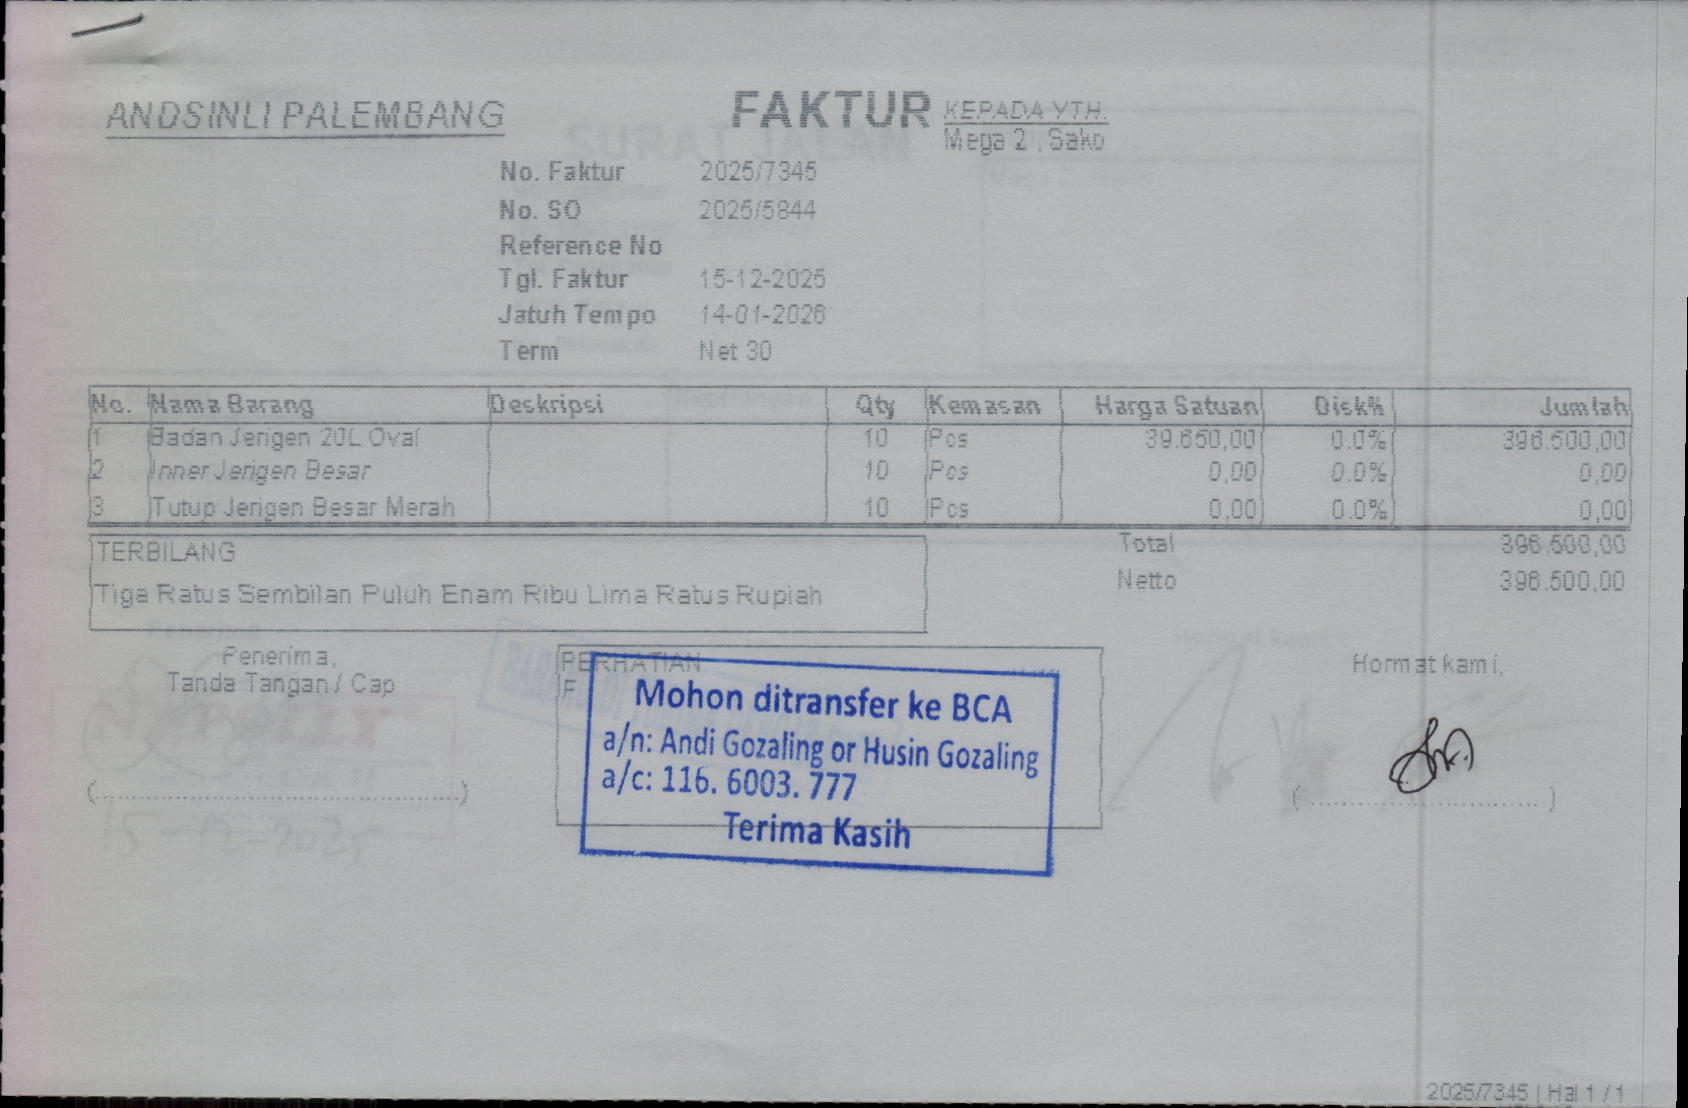 ANDSINLI PALEMBANG
FAKTUR
KEPADA YTH.
Mega 2 , Sako
No. Faktur 2025/7345
No. SO 2025/5844
Reference No
Tgl. Faktur 15-12-2025
Jatuh Tempo 14-01-2026
Term Net 30
No. Nama Barang Deskripsi Qty Kemasan Harga Satuan Disk% Jumlah
1 Badan Jerigen 20L Oval 10 Pcs 39.650,00 0.0% 396.500,00
2 Inner Jerigen Besar 10 Pcs 0,00 0.0% 0,00
3 Tutup Jerigen Besar Merah 10 Pcs 0,00 0.0% 0,00
TERBILANG
Tiga Ratus Sembilan Puluh Enam Ribu Lima Ratus Rupiah
Total 396.500,00
Netto 396.500,00
Penerima,
Tanda Tangan / Cap
(....................................................)
PERHATIAN
Mohon ditransfer ke BCA
a/n: Andi Gozaling or Husin Gozaling
a/c: 116. 6003. 777
Terima Kasih
Hormat kami,
(................................)
15-12-2025
2025/7345 | Hal 1 / 1